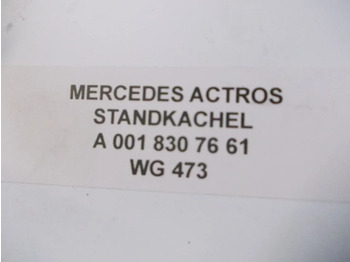 MERCEDES ACTROS
STANDKACHEL
A 001 830 76 61
WG 473